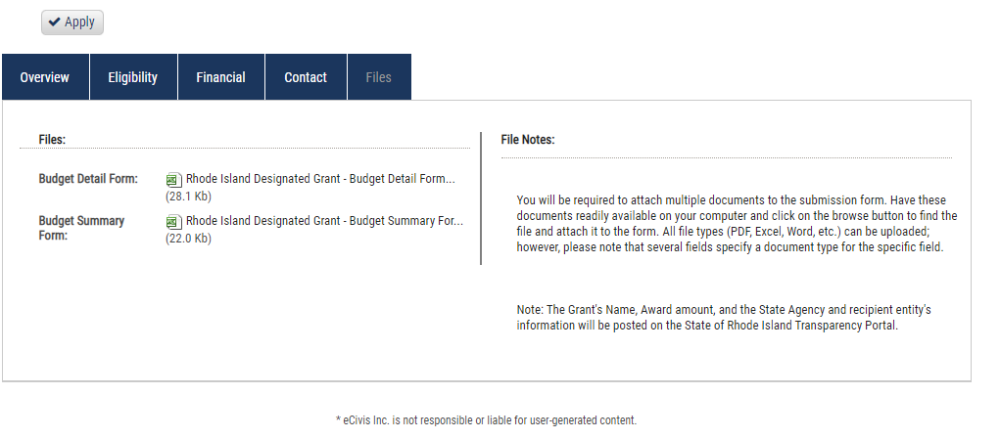 Apply
Overview
Eligibility
Financial
Contact
Files
Files:
Budget Detail Form:
Rhode Island Designated Grant - Budget Detail Form...
(28.1 Kb)
Budget Summary
Form:
Rhode Island Designated Grant - Budget Summary For...
(22.0 Kb)
File Notes:
You will be required to attach multiple documents to the submission form. Have these
documents readily available on your computer and click on the browse button to find the
file and attach it to the form. All file types (PDF, Excel, Word, etc.) can be uploaded;
however, please note that several fields specify a document type for the specific field.
Note: The Grant's Name, Award amount, and the State Agency and recipient entity's
information will be posted on the State of Rhode Island Transparency Portal.
* eCivis Inc. is not responsible or liable for user-generated content.